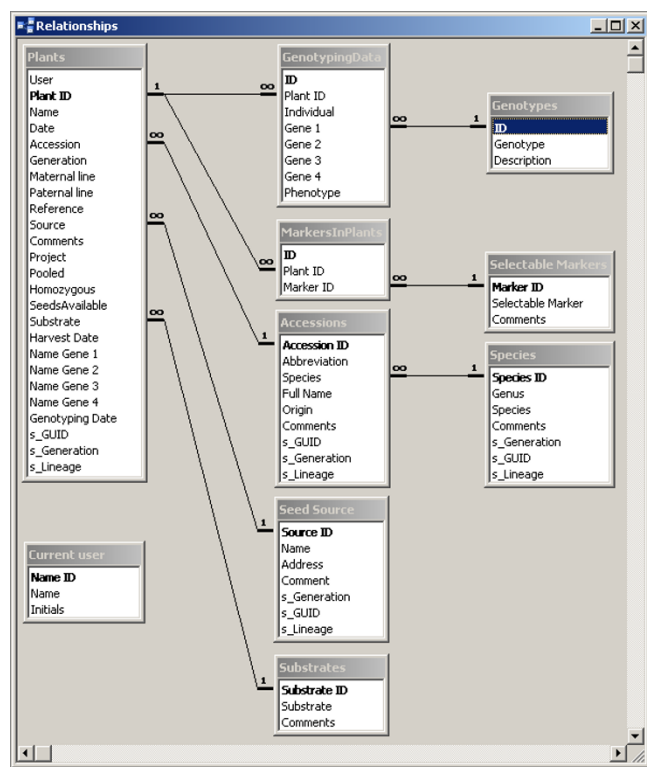 Relationships
Plants
User
Plant ID
Name
Date
Accession
Generation
Maternal line
Paternal line
Reference
Source
Comments
Project
Pooled
Homozygous
SeedsAvailable
Substrate
Harvest Date
Name Gene 1
Name Gene 2
Name Gene 3
Name Gene 4
Genotyping Date
s_GUID
s_Generation
s_Lineage
1
∞
∞
∞
Current user
Name ID
Name
Initials
GenotypingData
ID
Plant ID
Individual
Gene 1
Gene 2
Gene 3
Gene 4
Phenotype
∞
∞
1
Genotypes
ID
Genotype
Description
MarkersInPlants
ID
Plant ID
Marker ID
∞
∞
1
Selectable Markers
Marker ID
Selectable Marker
Comments
Accessions
Accession ID
Abbreviation
Species
Full Name
Origin
Comments
s_GUID
s_Generation
s_Lineage
1
∞
1
Species
Species ID
Genus
Species
Comments
s_Generation
s_GUID
s_Lineage
Seed Source
Source ID
Name
Address
Comment
s_Generation
s_GUID
s_Lineage
1
Substrates
Substrate ID
Substrate
Comments
1